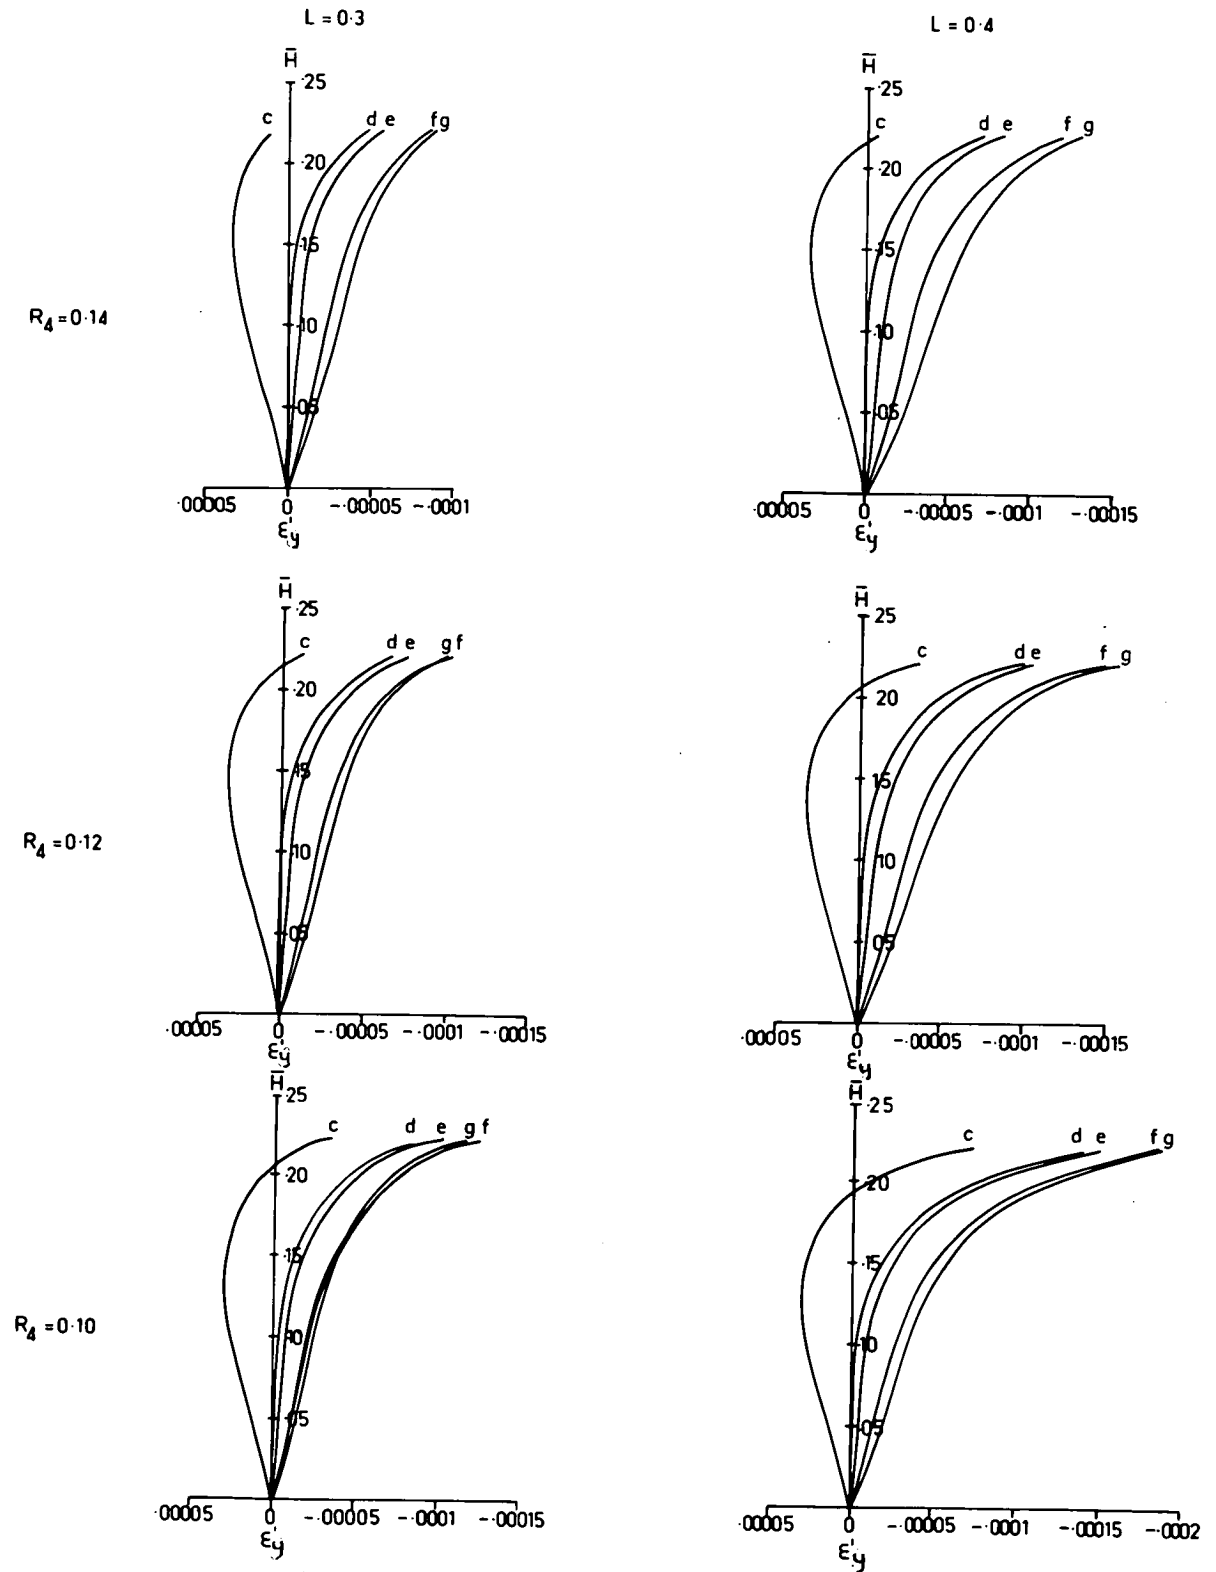 L = 0·3
L = 0·4
H̅
·25
c
d e
f g
·20
·15
R₄ = 0·14
·10
·05
·00005 0 -·00005 -·0001
ε'y
H̅
·25
c
d e
f g
·20
·15
·10
·05
·00005 0 -·00005 -·0001 -·00015
ε'y
H̅
·25
c
d e
g f
·20
·15
R₄ = 0·12
·10
·05
·00005 0 -·00005 -·0001 -·00015
ε'y
H̅
25
c
d e
f g
·20
1·5
·10
·05
·00005 0 -·00005 -·0001 -·00015
ε'y
H̅
·25
c
d e
g f
·20
·15
R₄ = 0·10
·10
·05
·00005 0 -·00005 -·0001 -·00015
ε'y
H̅
·25
c
d e
f g
·20
·15
·10
·05
·00005 0 -·00005 -·0001 -·00015 -·0002
ε'y